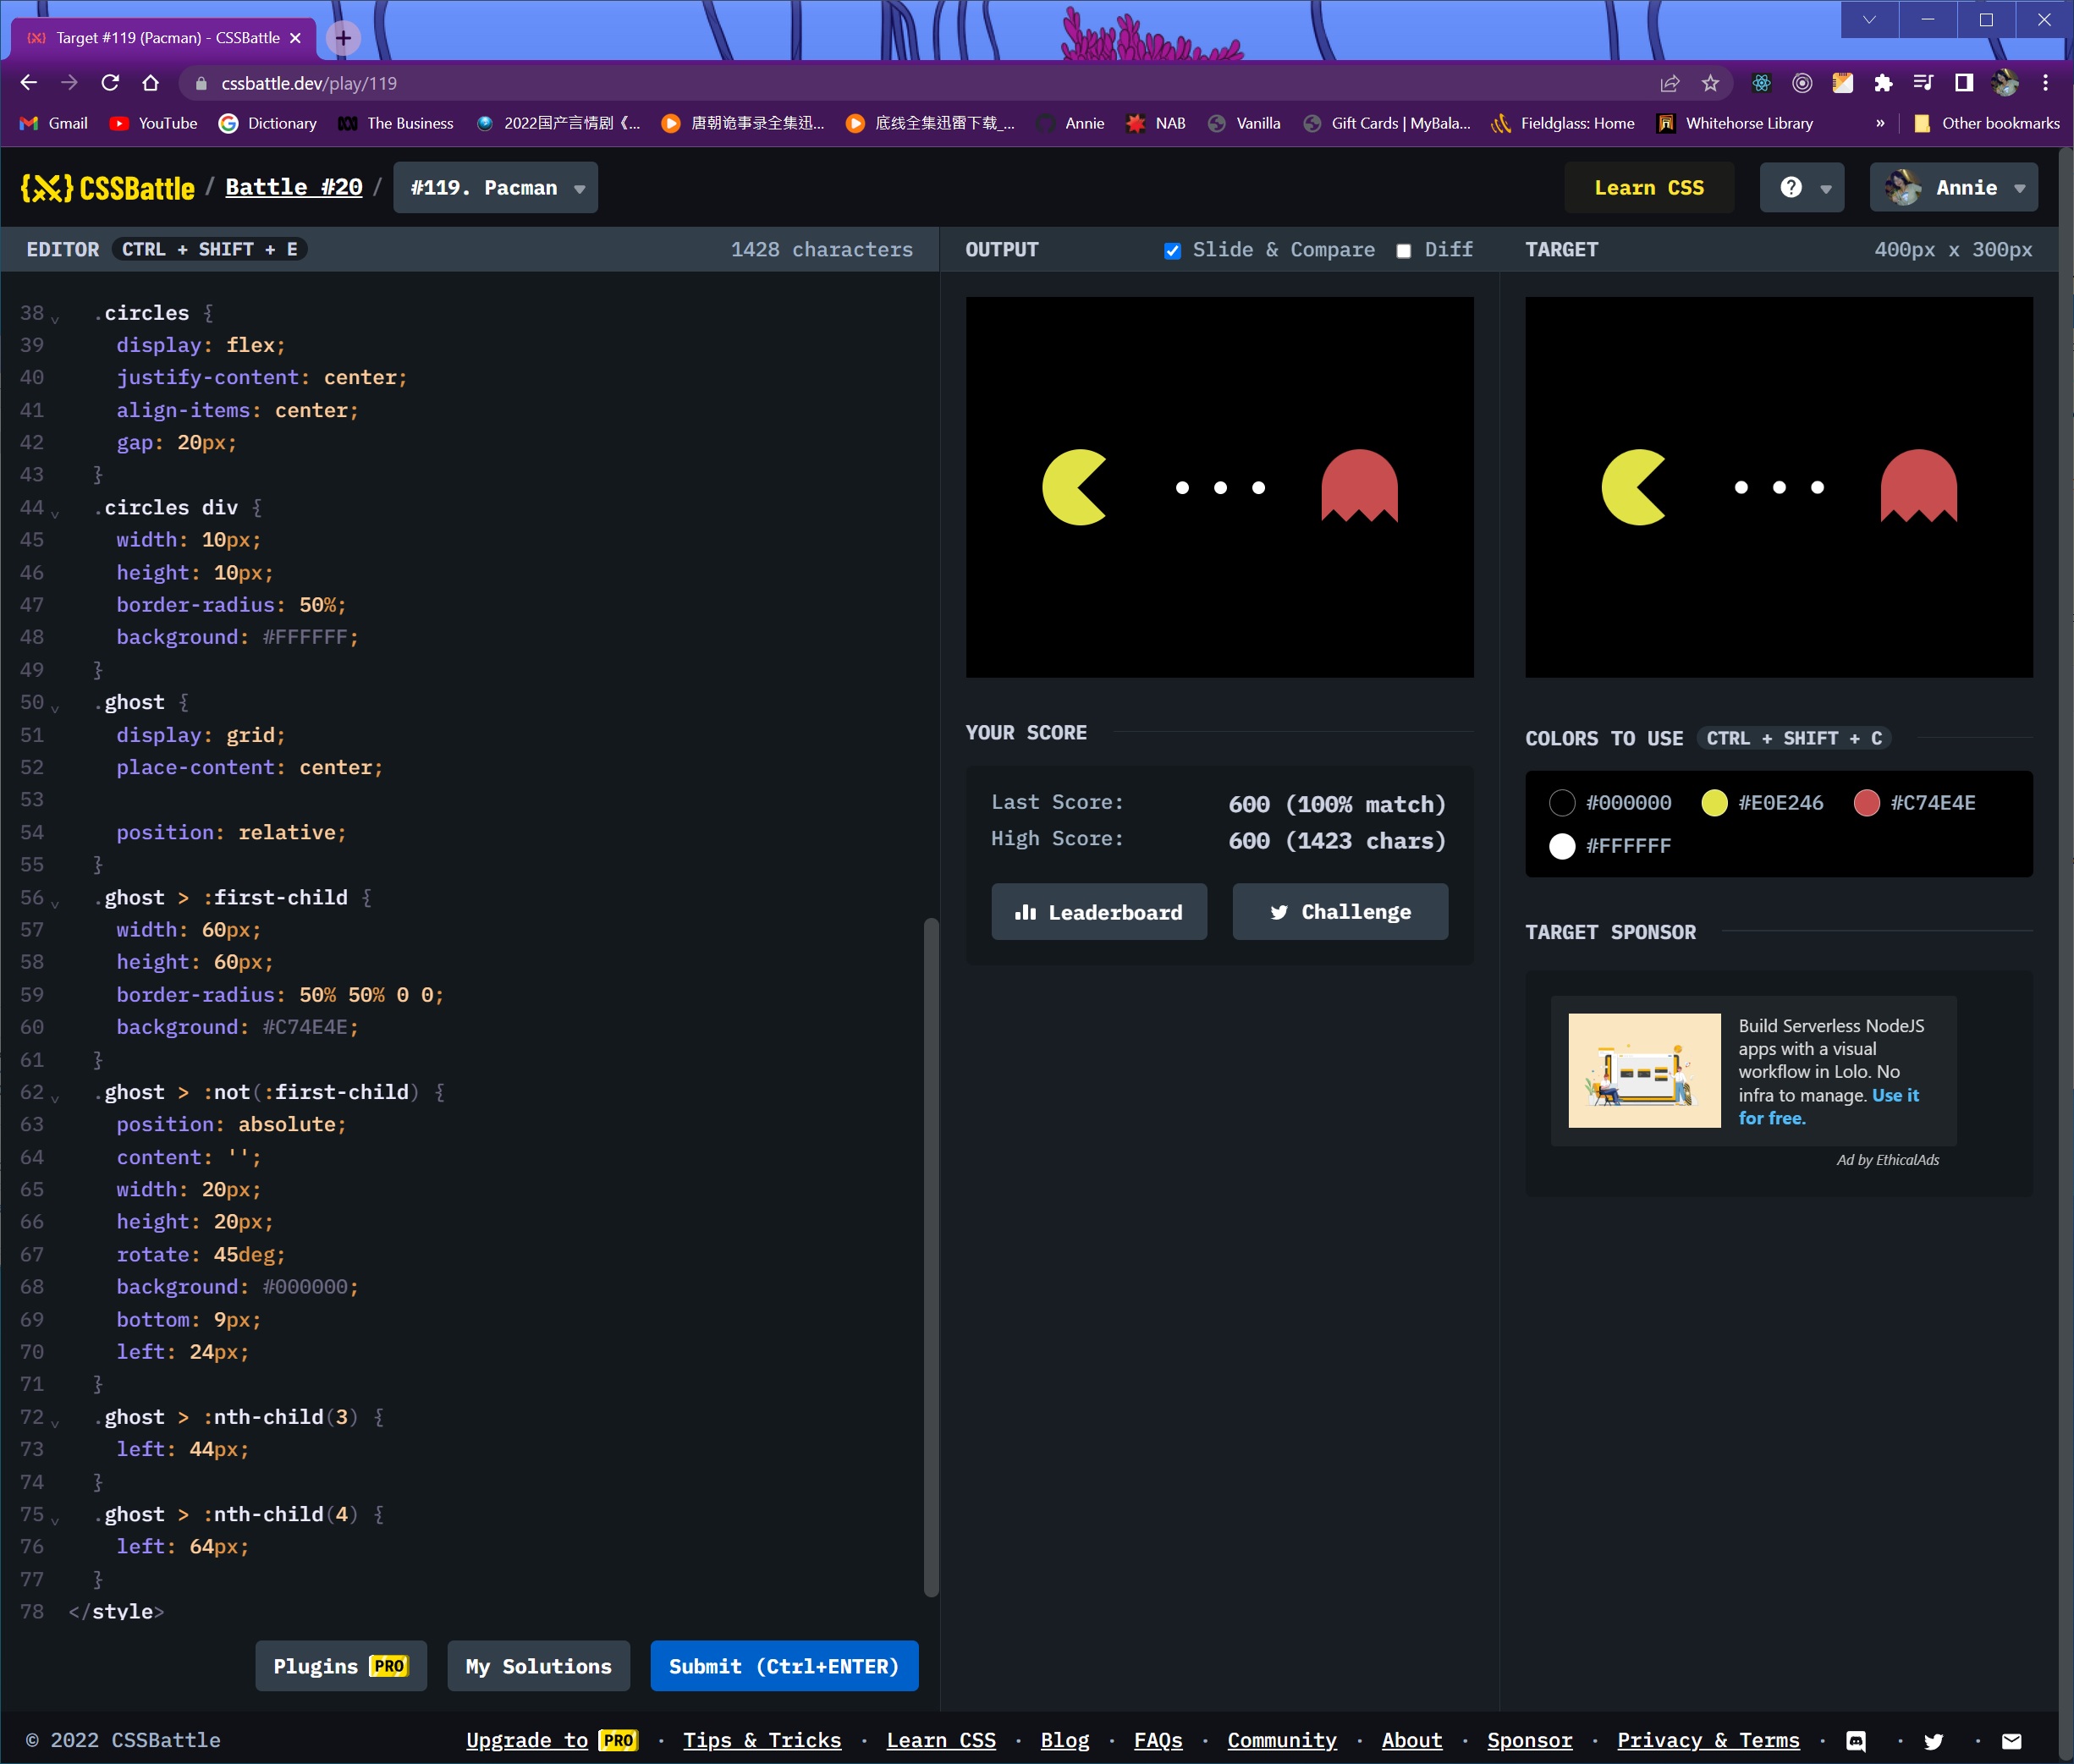 Target #119 (Pacman) - CSSBattle
cssbattle.dev/play/119
Gmail YouTube Dictionary The Business 2022国产言情剧《... 唐朝诡事录全集迅... 底线全集迅雷下载_... Annie NAB Vanilla Gift Cards | MyBala... Fieldglass: Home Whitehorse Library » Other bookmarks
{X} CSSBattle / Battle #20 / #119. Pacman Learn CSS ? Annie
EDITOR CTRL + SHIFT + E 1428 characters
38 .circles {
39 display: flex;
40 justify-content: center;
41 align-items: center;
42 gap: 20px;
43 }
44 .circles div {
45 width: 10px;
46 height: 10px;
47 border-radius: 50%;
48 background: #FFFFFF;
49 }
50 .ghost {
51 display: grid;
52 place-content: center;
53
54 position: relative;
55 }
56 .ghost > :first-child {
57 width: 60px;
58 height: 60px;
59 border-radius: 50% 50% 0 0;
60 background: #C74E4E;
61 }
62 .ghost > :not(:first-child) {
63 position: absolute;
64 content: '';
65 width: 20px;
66 height: 20px;
67 rotate: 45deg;
68 background: #000000;
69 bottom: 9px;
70 left: 24px;
71 }
72 .ghost > :nth-child(3) {
73 left: 44px;
74 }
75 .ghost > :nth-child(4) {
76 left: 64px;
77 }
78 </style>
Plugins PRO My Solutions Submit (Ctrl+ENTER)
OUTPUT Slide & Compare Diff
YOUR SCORE
Last Score: 600 (100% match)
High Score: 600 (1423 chars)
Leaderboard Challenge
TARGET 400px x 300px
COLORS TO USE CTRL + SHIFT + C
#000000 #E0E246 #C74E4E
#FFFFFF
TARGET SPONSOR
Build Serverless NodeJS
apps with a visual
workflow in Lolo. No
infra to manage. Use it
for free.
Ad by EthicalAds
© 2022 CSSBattle Upgrade to PRO · Tips & Tricks · Learn CSS · Blog · FAQs · Community · About · Sponsor · Privacy & Terms · · ·